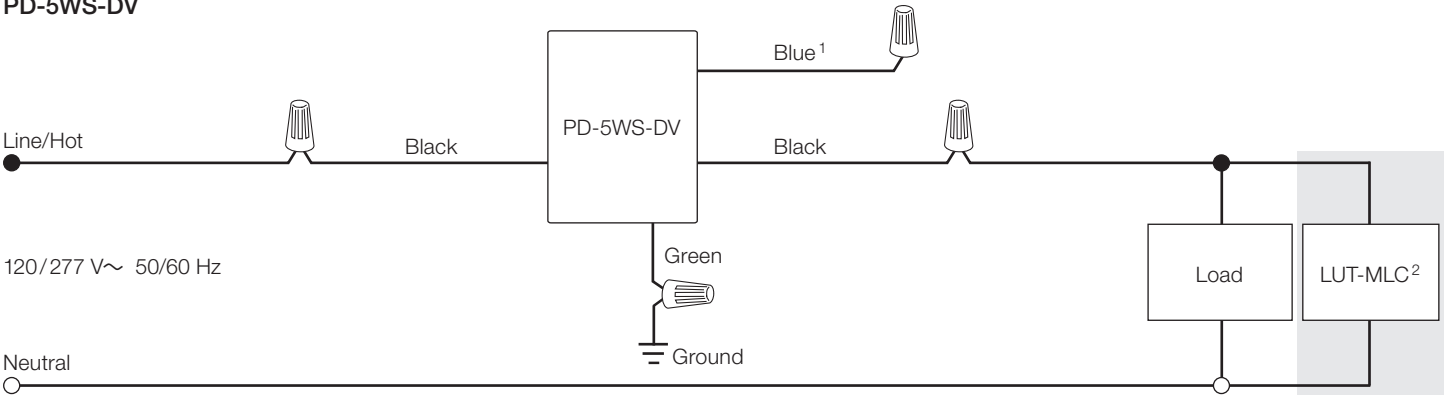 PD-5WS-DV
Blue 1
Line/Hot
Black
PD-5WS-DV
Black
120/277 V~ 50/60 Hz
Green
Load
LUT-MLC 2
Ground
Neutral